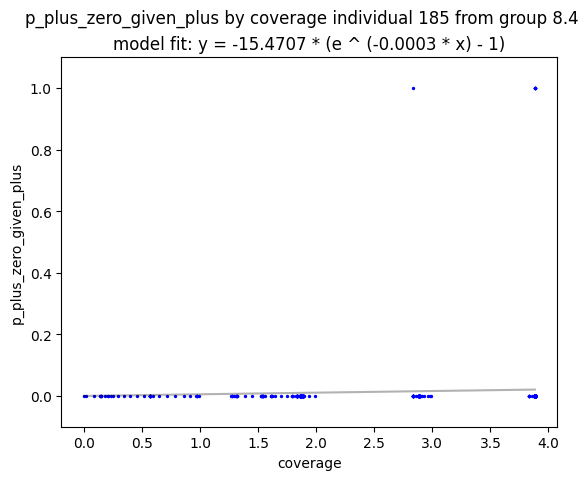 p_plus_zero_given_plus by coverage individual 185 from group 8.4
model fit: y = -15.4707 * (e ^ (-0.0003 * x) - 1)
1.0
0.8
0.6
0.4
0.2
0.0
p_plus_zero_given_plus
0.0 0.5 1.0 1.5 2.0 2.5 3.0 3.5 4.0
coverage